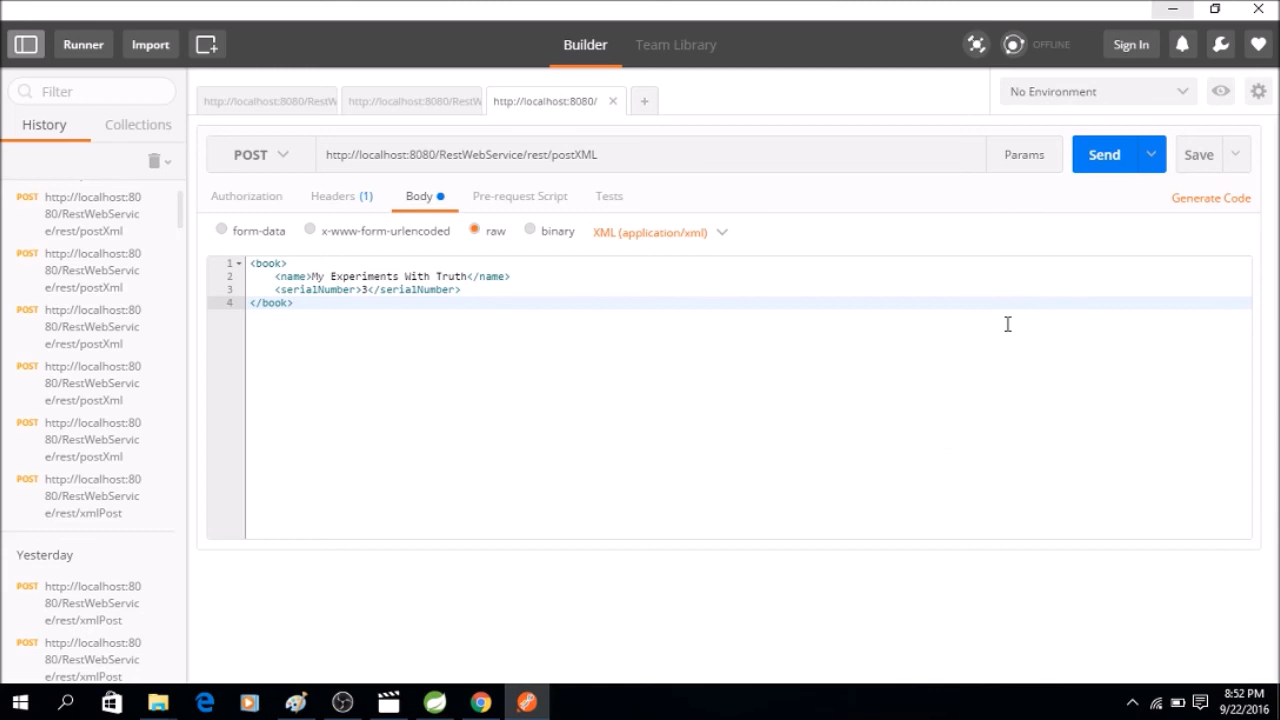 Runner
Import
Builder
Team Library
OFFLINE
Sign In
Filter
http://localhost:8080/RestW
http://localhost:8080/RestW
http://localhost:8080/
No Environment
History
Collections
POST
http://localhost:8080/RestWebService/rest/postXML
Params
Send
Save
Authorization
Headers (1)
Body
Pre-request Script
Tests
Generate Code
form-data
x-www-form-urlencoded
raw
binary
XML (application/xml)
1 <book>
2 <name>My Experiments With Truth</name>
3 <serialNumber>3</serialNumber>
4 </book>
POST http://localhost:80
80/RestWebServic
e/rest/postXml
POST http://localhost:80
80/RestWebServic
e/rest/postXml
POST http://localhost:80
80/RestWebServic
e/rest/postXml
POST http://localhost:80
80/RestWebServic
e/rest/postXml
POST http://localhost:80
80/RestWebServic
e/rest/postXml
POST http://localhost:80
80/RestWebServic
e/rest/xmlPost
Yesterday
POST http://localhost:80
80/RestWebServic
e/rest/xmlPost
POST http://localhost:80
80/RestWebServic
e/rest/xmlPost
8:52 PM
9/22/2016